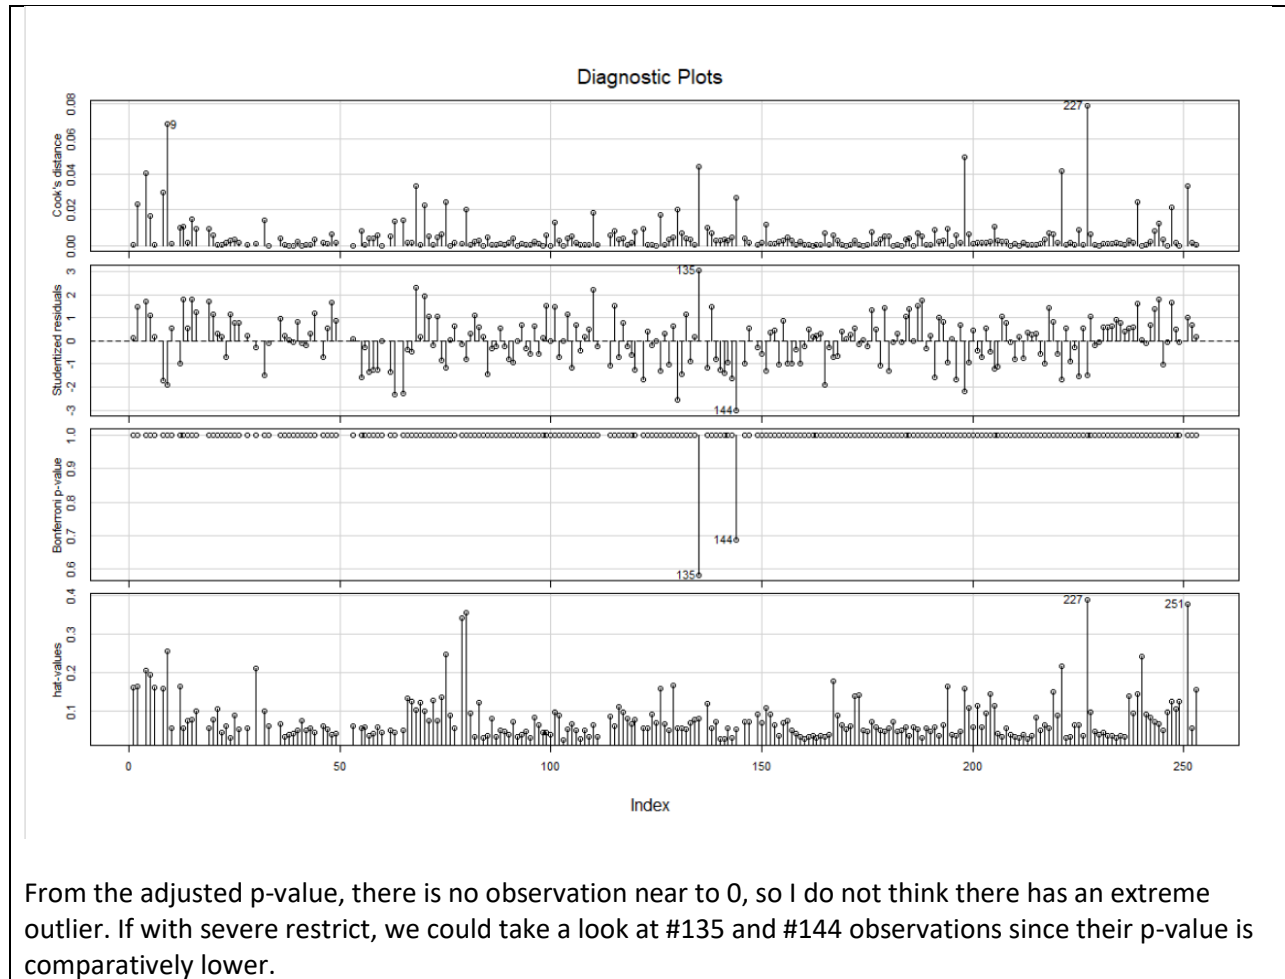 Diagnostic Plots
Cook's distance
0.00
0.02
0.04
0.06
0.08
9
227
Studentized residuals
-3
-2
-1
0
1
2
3
135
144
Bonferroni p-value
0.6
0.7
0.8
0.9
1.0
135
144
hat-values
0.1
0.2
0.3
0.4
227
251
0 50 100 150 200 250
Index
From the adjusted p-value, there is no observation near to 0, so I do not think there has an extreme
outlier. If with severe restrict, we could take a look at #135 and #144 observations since their p-value is
comparatively lower.